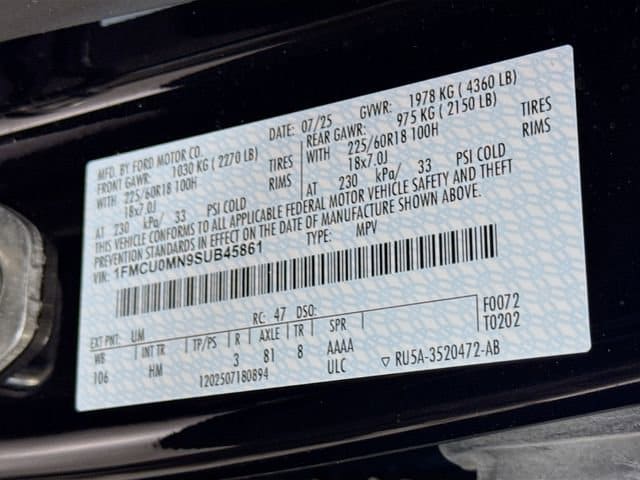 MFD. BY FORD MOTOR CO. DATE: 07/25 GVWR: 1978 KG ( 4360 LB)
FRONT GAWR: 1030 KG ( 2270 LB) REAR GAWR: 975 KG ( 2150 LB)
WITH 225/60R18 100H TIRES WITH 225/60R18 100H TIRES
18x7.0J RIMS 18x7.0J RIMS
AT 230 kPa/ 33 PSI COLD AT 230 kPa/ 33 PSI COLD
THIS VEHICLE CONFORMS TO ALL APPLICABLE FEDERAL MOTOR VEHICLE SAFETY AND THEFT
PREVENTION STANDARDS IN EFFECT ON THE DATE OF MANUFACTURE SHOWN ABOVE.
VIN: 1FMCU0MN9SUB45861 TYPE: MPV
EXT PNT: UM RC: 47 DSO: F0072
WB INT TR TP/PS R AXLE TR SPR T0202
106 HM 3 81 8 AAAA
1202507180894 ULC ▽ RU5A-3520472-AB